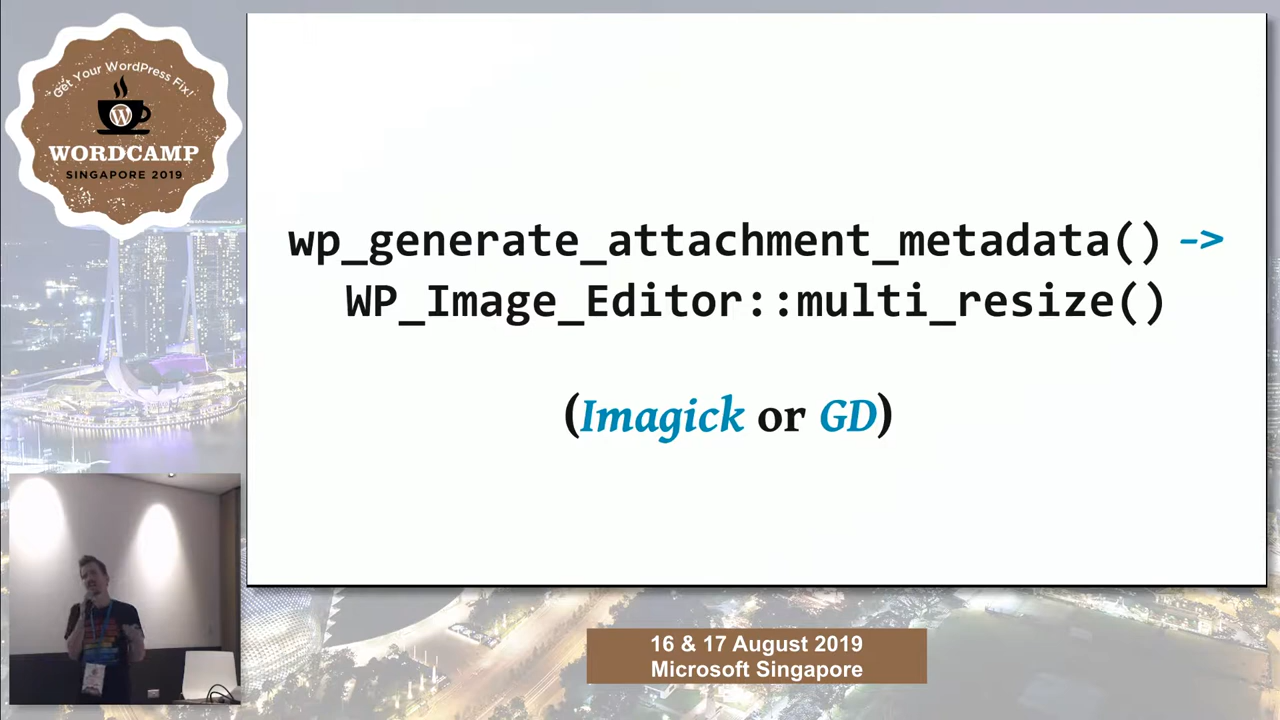 Get Your WordPress Fix!
W
WORDCAMP
SINGAPORE 2019
wp_generate_attachment_metadata() ->
WP_Image_Editor::multi_resize()
(Imagick or GD)
16 & 17 August 2019
Microsoft Singapore